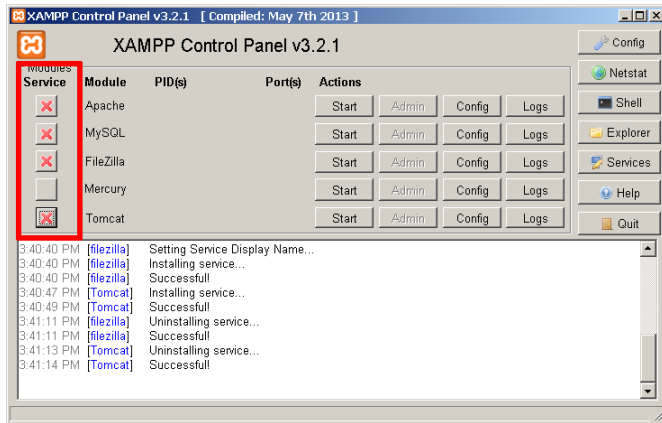 XAMPP Control Panel v3.2.1 [ Compiled: May 7th 2013 ]
XAMPP Control Panel v3.2.1
Config
Modules
Service Module PID(s) Port(s) Actions
Netstat
Apache Start Admin Config Logs
Shell
MySQL Start Admin Config Logs
Explorer
FileZilla Start Admin Config Logs
Services
Mercury Start Admin Config Logs
Help
Tomcat Start Admin Config Logs
Quit
3:40:40 PM [filezilla] Setting Service Display Name...
3:40:40 PM [filezilla] Installing service...
3:40:40 PM [filezilla] Successful!
3:40:47 PM [Tomcat] Installing service...
3:40:49 PM [Tomcat] Successful!
3:41:11 PM [filezilla] Uninstalling service...
3:41:11 PM [filezilla] Successful!
3:41:13 PM [Tomcat] Uninstalling service...
3:41:14 PM [Tomcat] Successful!